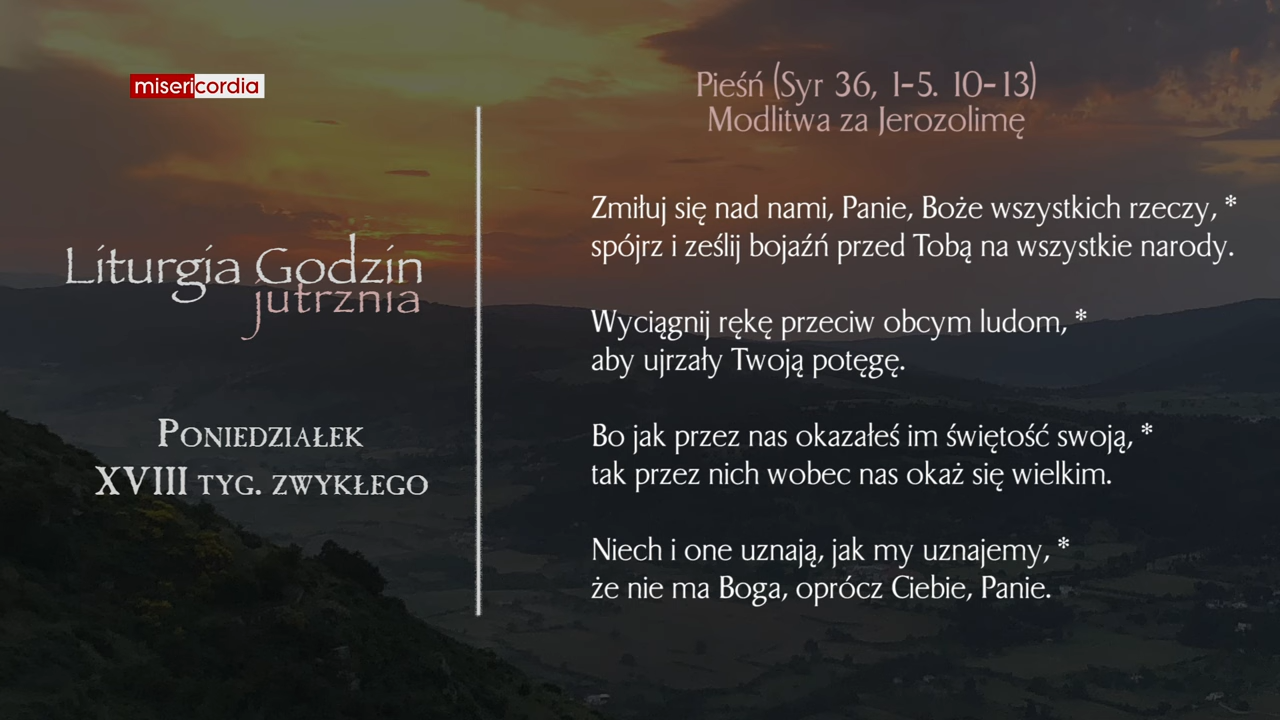 misericordia
Liturgia Godzin
jutrznia
Poniedziałek
XVIII tyg. zwykłego
Pieśń (Syr 36, 1-5. 10-13)
Modlitwa za Jerozolimę
Zmiłuj się nad nami, Panie, Boże wszystkich rzeczy, *
spójrz i ześlij bojaźń przed Tobą na wszystkie narody.
Wyciągnij rękę przeciw obcym ludom, *
aby ujrzały Twoją potęgę.
Bo jak przez nas okazałeś im świętość swoją, *
tak przez nich wobec nas okaż się wielkim.
Niech i one uznają, jak my uznajemy, *
że nie ma Boga, oprócz Ciebie, Panie.